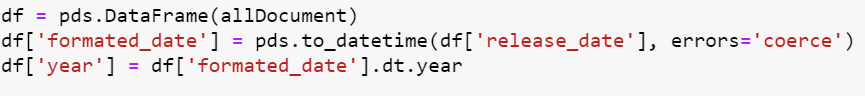 df = pds.DataFrame(allDocument)
df['formated_date'] = pds.to_datetime(df['release_date'], errors='coerce')
df['year'] = df['formated_date'].dt.year